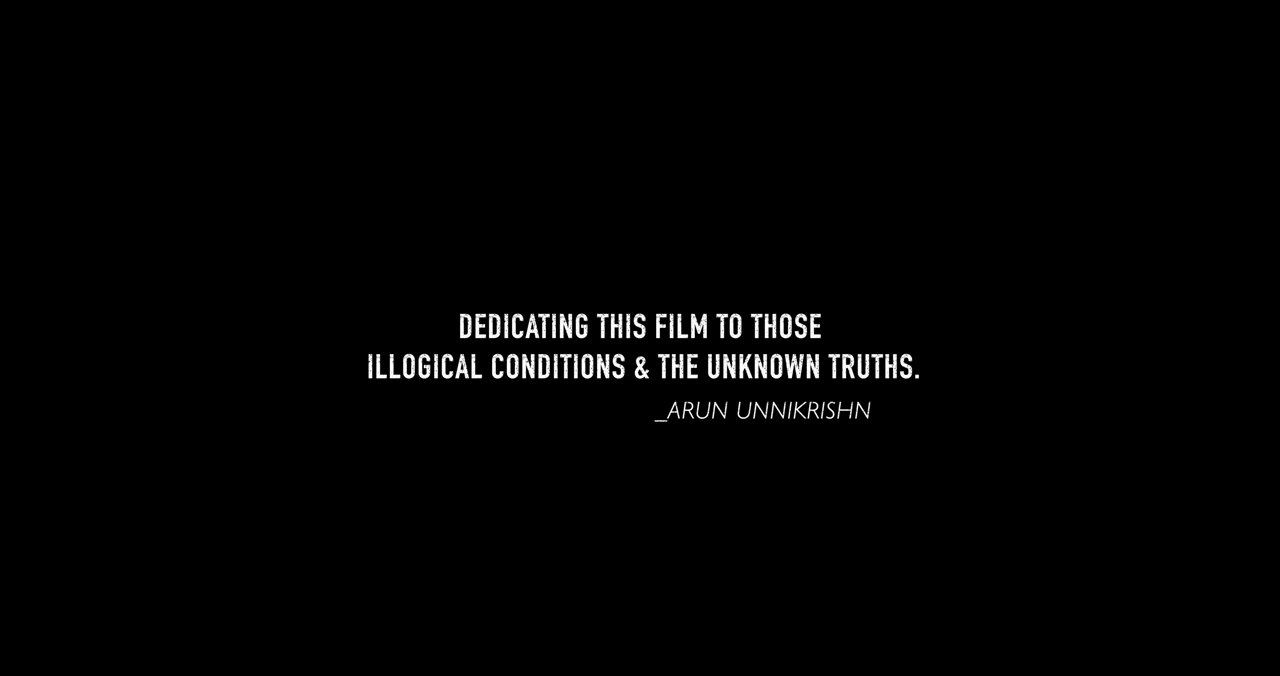 DEDICATING THIS FILM TO THOSE
ILLOGICAL CONDITIONS & THE UNKNOWN TRUTHS.
_ARUN UNNIKRISHN